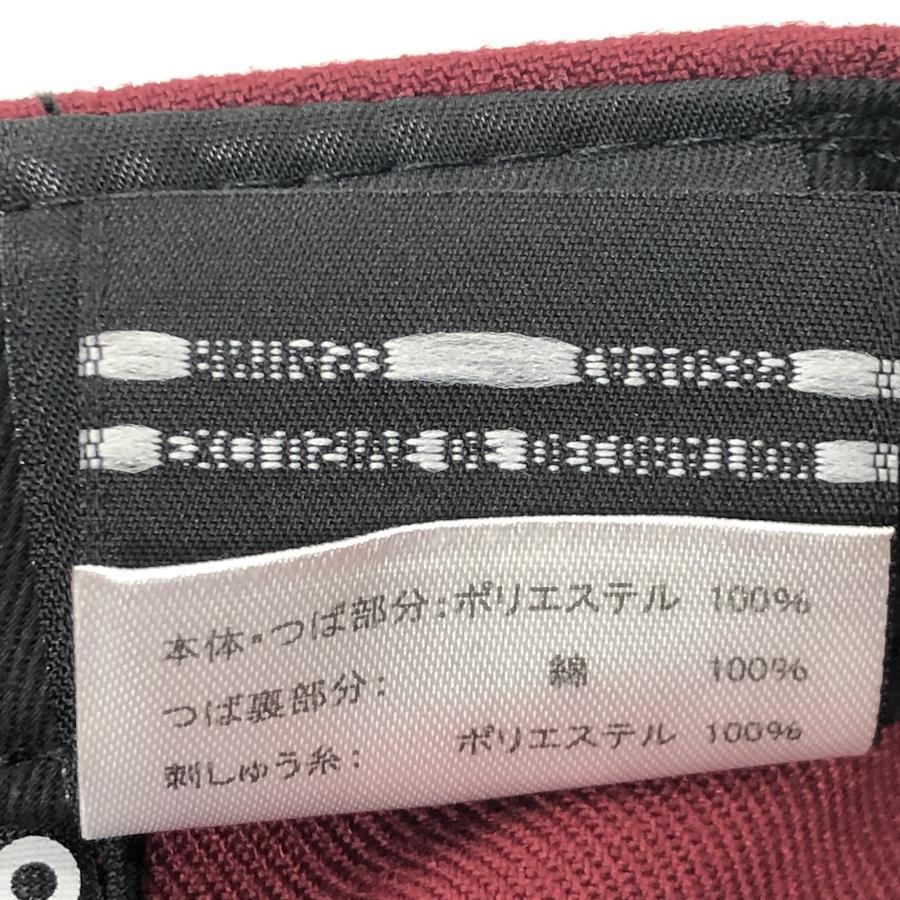 本体・つば部分:ポリエステル 100%
つば裏部分: 綿 100%
刺しゅう糸: ポリエステル 100%